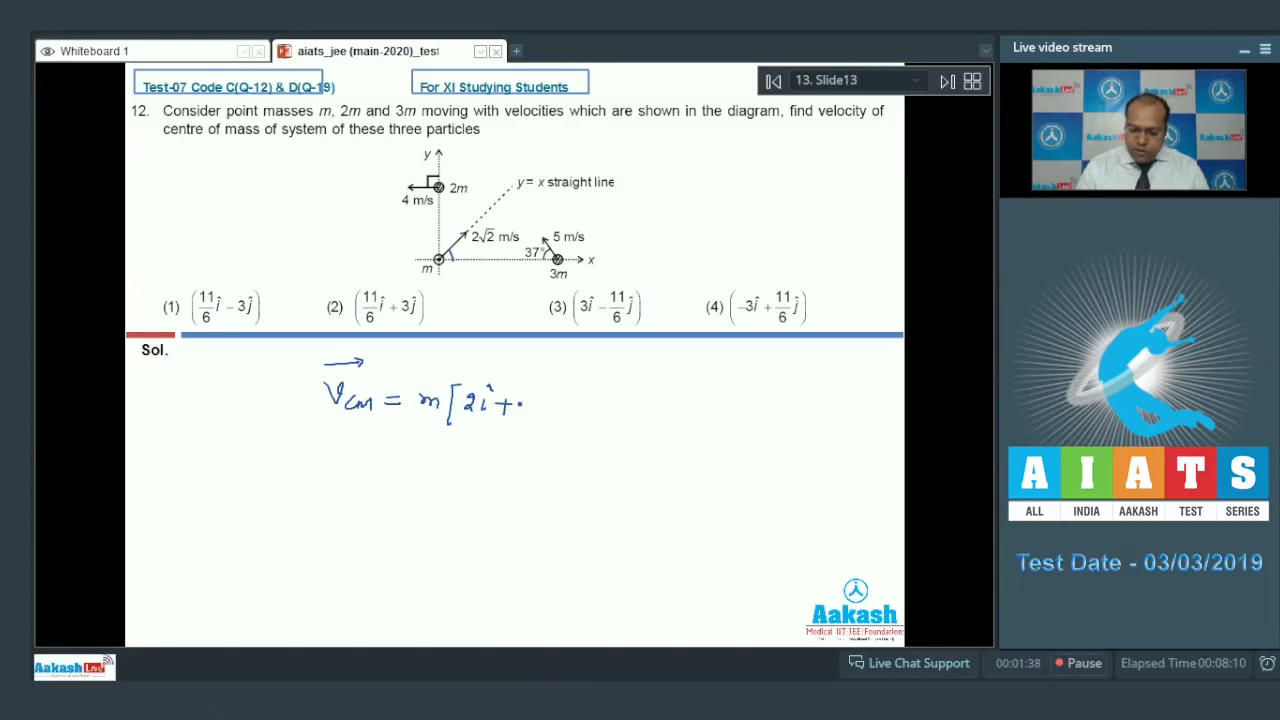 Whiteboard 1
aiats_jee (main-2020)_test
Live video stream
Test-07 Code C(Q-12) & D(Q-19)
For XI Studying Students
13. Slide13
12. Consider point masses m, 2m and 3m moving with velocities which are shown in the diagram, find velocity of
centre of mass of system of these three particles
y
y = x straight line
2m
4 m/s
2√2 m/s
5 m/s
37°
x
m
3m
(1) (11/6 î − 3ĵ) (2) (11/6 î + 3ĵ) (3) (3î − 11/6 ĵ) (4) (−3î + 11/6 ĵ)
Sol.
V⃗cm = m[2î +
AIATS
ALL INDIA AAKASH TEST SERIES
Test Date - 03/03/2019
Aakash
Medical IIT-JEE Foundations
Aakash Live
Live Chat Support
00:01:38
Pause
Elapsed Time 00:08:10